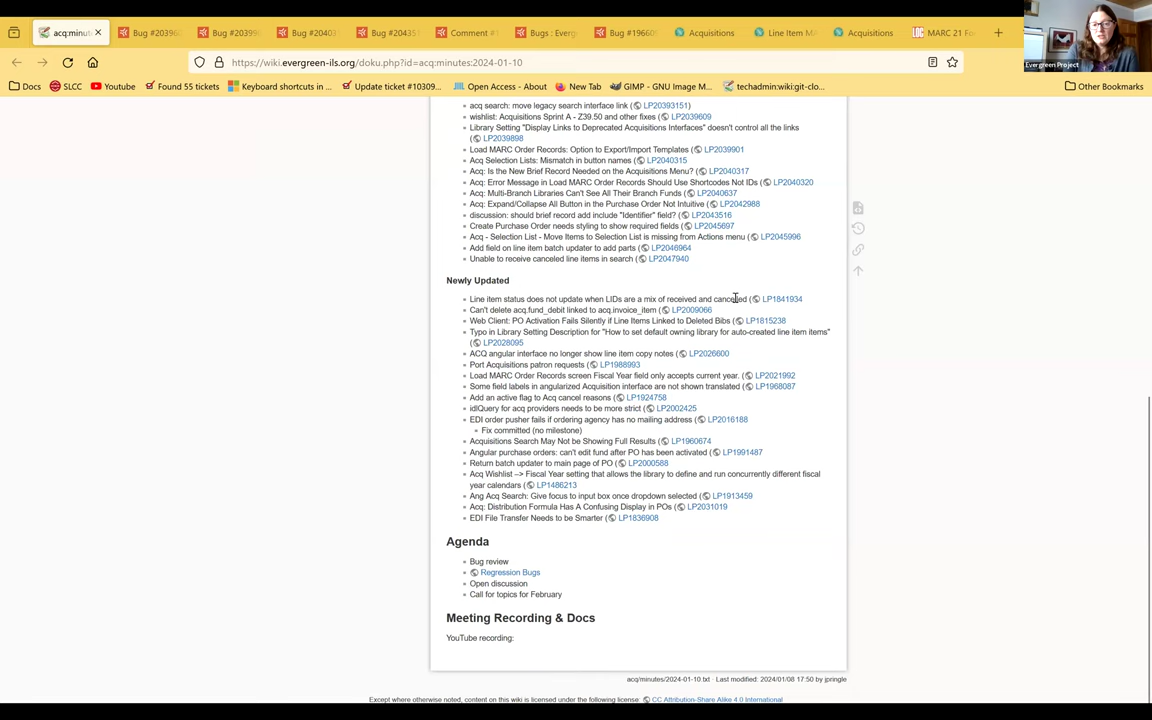 acq:minut
Bug #20396
Bug #20399
Bug #20403
Bug #20435
Comment #1
Bugs : Everg
Bug #19660
Acquisitions
Line Item MA
Acquisitions
MARC 21 Fo
https://wiki.evergreen-ils.org/doku.php?id=acq:minutes:2024-01-10
Docs
SLCC
Youtube
Found 55 tickets
Keyboard shortcuts in ...
Update ticket #10309...
Open Access - About
New Tab
GIMP - GNU Image M...
techadmin:wiki:git-clo...
Other Bookmarks
Evergreen Project
acq search: move legacy search interface link (LP20393151)
wishlist: Acquisitions Sprint A - Z39.50 and other fixes (LP2039609
Library Setting "Display Links to Deprecated Acquisitions Interfaces" doesn't control all the links
(LP2039898
Load MARC Order Records: Option to Export/Import Templates (LP2039901
Acq Selection Lists: Mismatch in button names (LP2040315
Acq: Is the New Brief Record Needed on the Acquisitions Menu? (LP2040317
Acq: Error Message in Load MARC Order Records Should Use Shortcodes Not IDs (LP2040320
Acq: Multi-Branch Libraries Can't See All Their Branch Funds (LP2040637
Acq: Expand/Collapse All Button in the Purchase Order Not Intuitive (LP2042988
discussion: should brief record add include "Identifier" field? (LP2043516
Create Purchase Order needs styling to show required fields (LP2045697
Acq - Selection List - Move Items to Selection List is missing from Actions menu (LP2045996
Add field on line item batch updater to add parts (LP2046964
Unable to receive canceled line items in search (LP2047940
Newly Updated
Line item status does not update when LIDs are a mix of received and cancelled (LP1841934
Can't delete acq.fund_debit linked to acq.invoice_item (LP2009066
Web Client: PO Activation Fails Silently if Line Items Linked to Deleted Bibs (LP1815238
Typo in Library Setting Description for "How to set default owning library for auto-created line item items"
(LP2028095
ACQ angular interface no longer show line item copy notes (LP2026600
Port Acquisitions patron requests (LP1988993
Load MARC Order Records screen Fiscal Year field only accepts current year. (LP2021992
Some field labels in angularized Acquisition interface are not shown translated (LP1968087
Add an active flag to Acq cancel reasons (LP1924758
idlQuery for acq providers needs to be more strict (LP2002425
EDI order pusher fails if ordering agency has no mailing address (LP2016188
Fix committed (no milestone)
Acquisitions Search May Not be Showing Full Results (LP1960674
Angular purchase orders: can't edit fund after PO has been activated (LP1991487
Return batch updater to main page of PO (LP2000588
Acq Wishlist –> Fiscal Year setting that allows the library to define and run concurrently different fiscal
year calendars (LP1486213
Ang Acq Search: Give focus to input box once dropdown selected (LP1913459
Acq: Distribution Formula Has A Confusing Display in POs (LP2031019
EDI File Transfer Needs to be Smarter (LP1836908
Agenda
Bug review
Regression Bugs
Open discussion
Call for topics for February
Meeting Recording & Docs
YouTube recording:
acq/minutes/2024-01-10.txt · Last modified: 2024/01/08 17:50 by jpringle
Except where otherwise noted, content on this wiki is licensed under the following license: CC Attribution-Share Alike 4.0 International